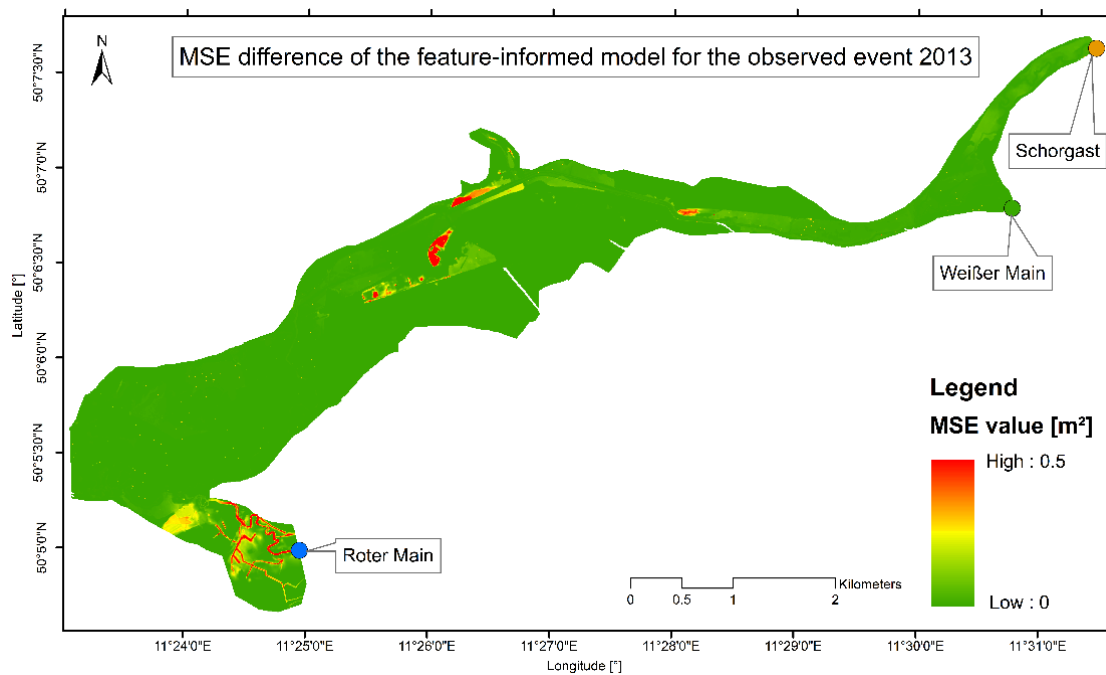 MSE difference of the feature-informed model for the observed event 2013
N
50°7'30"N
50°7'0"N
50°6'30"N
50°6'0"N
50°5'30"N
50°5'0"N
Latitude [°]
Schorgast
Weißer Main
Roter Main
Legend
MSE value [m²]
High : 0.5
Low : 0
Kilometers
0 0.5 1 2
11°24'0"E 11°25'0"E 11°26'0"E 11°27'0"E 11°28'0"E 11°29'0"E 11°30'0"E 11°31'0"E
Longitude [°]